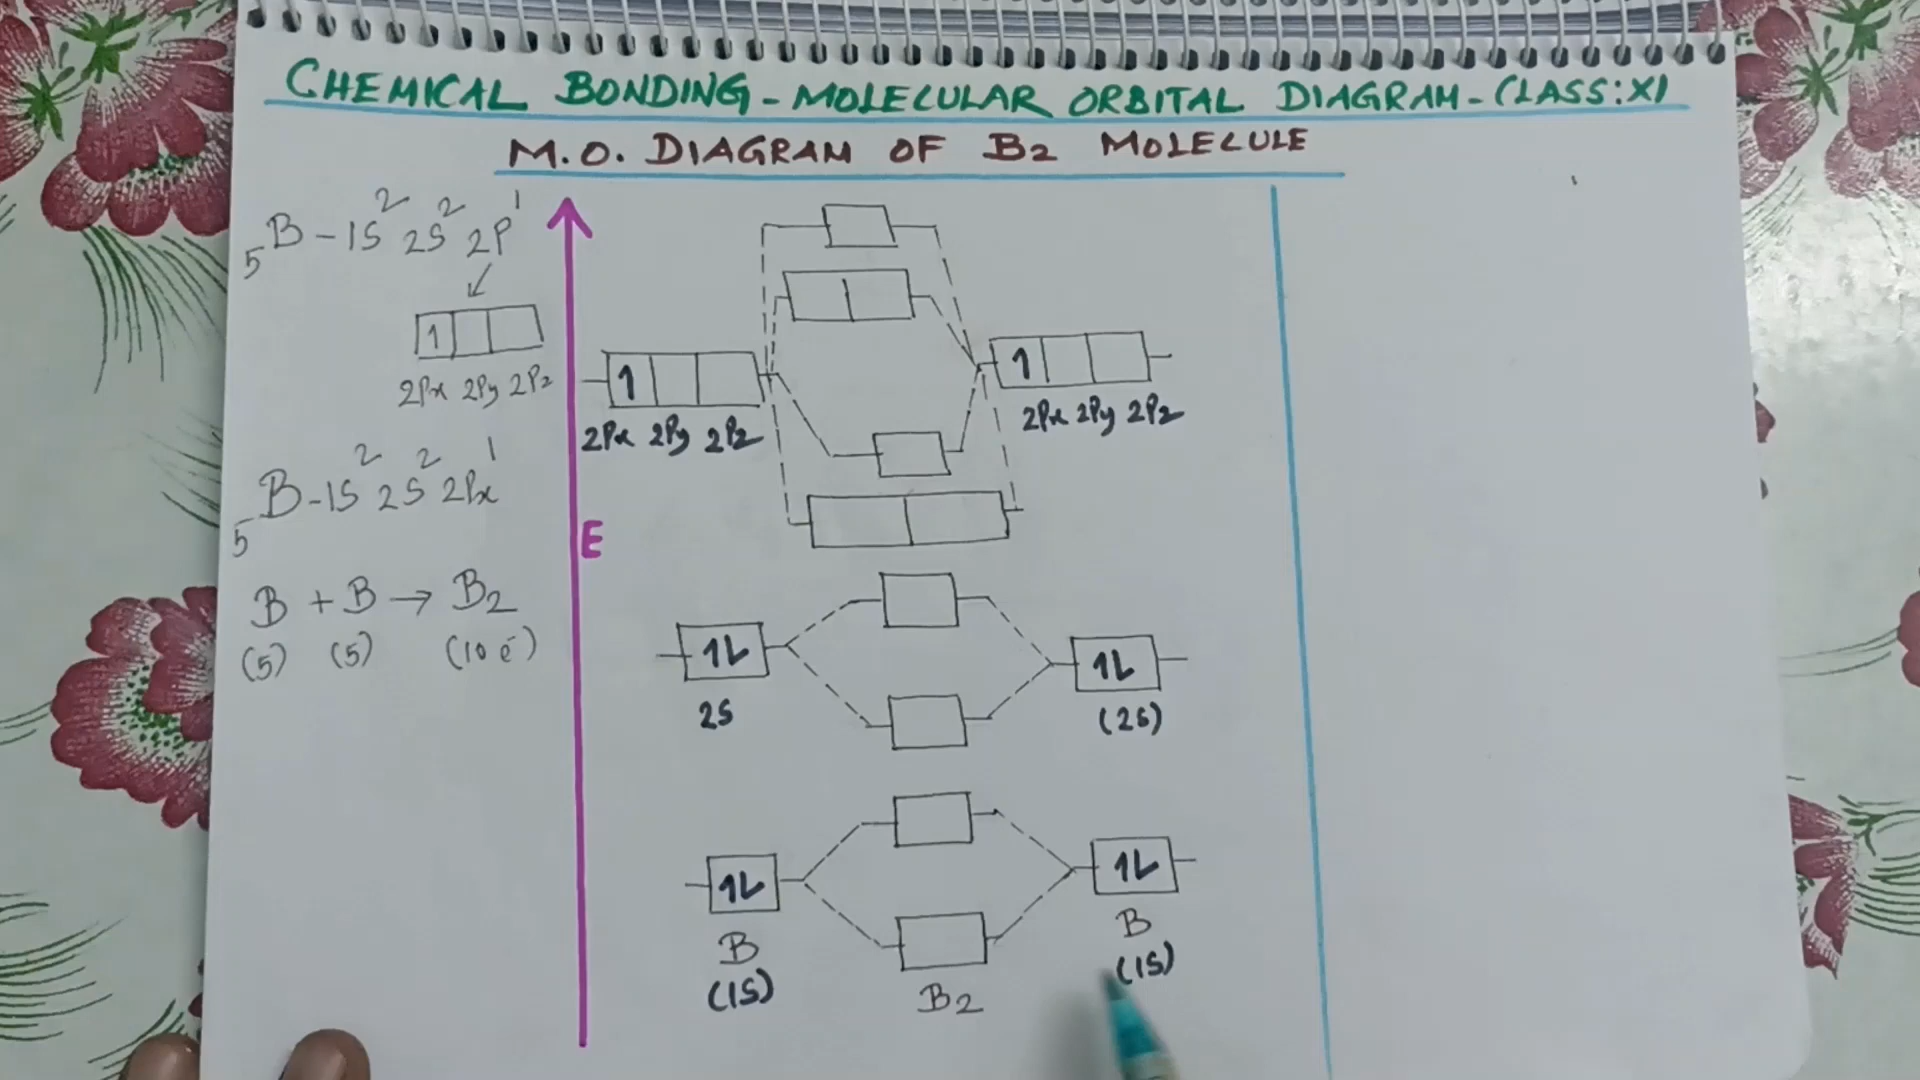 CHEMICAL BONDING - MOLECULAR ORBITAL DIAGRAM - CLASS: XI
M.O. DIAGRAM OF B2 MOLECULE
5B - 1S² 2S² 2P¹
1
2Px 2Py 2Pz
5B - 1S² 2S² 2Px¹
B + B → B2
(5) (5) (10 é)
E
1
2Px 2Py 2Pz
1
2Px 2Py 2Pz
1L
2S
1L
(2S)
1L
B
(1S)
B2
1L
B
(1S)